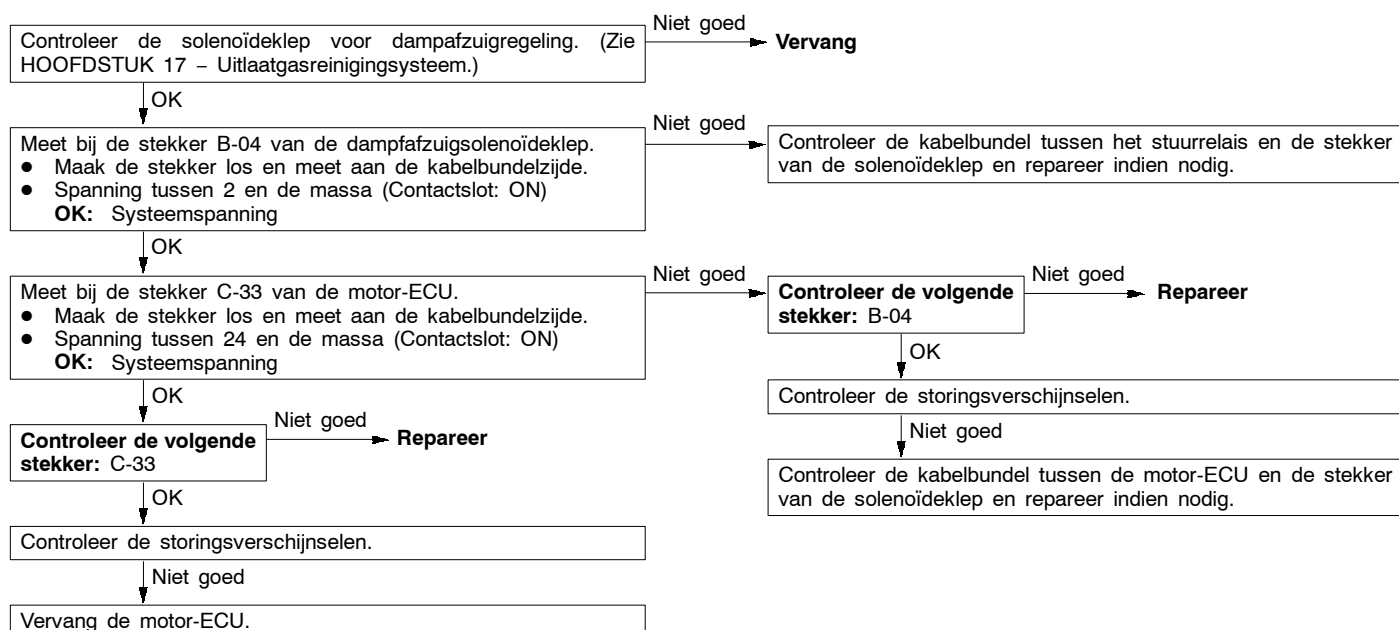 Controleer de solenoïdeklep voor dampafzuigregeling. (Zie
HOOFDSTUK 17 – Uitlaatgasreinigingsysteem.)
Niet goed
Vervang
OK
Meet bij de stekker B-04 van de dampfafzuigsolenoïdeklep.
● Maak de stekker los en meet aan de kabelbundelzijde.
● Spanning tussen 2 en de massa (Contactslot: ON)
OK: Systeemspanning
Niet goed
Controleer de kabelbundel tussen het stuurrelais en de stekker
van de solenoïdeklep en repareer indien nodig.
OK
Meet bij de stekker C-33 van de motor-ECU.
● Maak de stekker los en meet aan de kabelbundelzijde.
● Spanning tussen 24 en de massa (Contactslot: ON)
OK: Systeemspanning
Niet goed
Controleer de volgende
stekker: B-04
Niet goed
Repareer
OK
Controleer de storingsverschijnselen.
Niet goed
Controleer de kabelbundel tussen de motor-ECU en de stekker
van de solenoïdeklep en repareer indien nodig.
OK
Controleer de volgende
stekker: C-33
Niet goed
Repareer
OK
Controleer de storingsverschijnselen.
Niet goed
Vervang de motor-ECU.